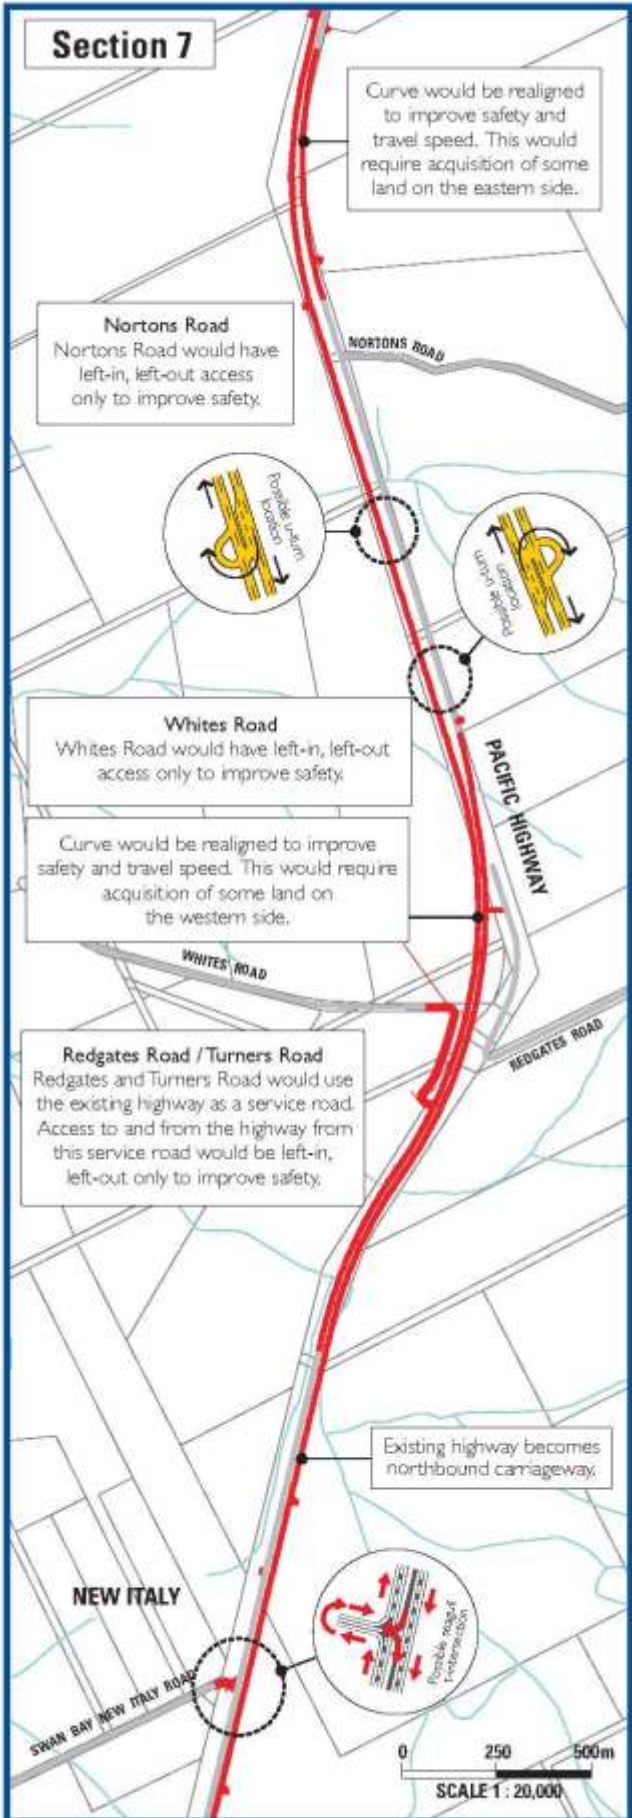 Section 7
Curve would be realigned
to improve safety and
travel speed. This would
require acquisition of some
land on the eastern side.
Nortons Road
Nortons Road would have
left-in, left-out access
only to improve safety.
NORTONS ROAD
Possible u-turn
location
Possible u-turn
location
Whites Road
Whites Road would have left-in, left-out
access only to improve safety.
PACIFIC HIGHWAY
Curve would be realigned to improve
safety and travel speed. This would require
acquisition of some land on
the western side.
WHITES ROAD
REDGATES ROAD
Redgates Road / Turners Road
Redgates and Turners Road would use
the existing highway as a service road.
Access to and from the highway from
this service road would be left-in,
left-out only to improve safety.
Existing highway becomes
northbound carriageway.
NEW ITALY
Possible seagull
t-intersection
SWAN BAY NEW ITALY ROAD
0 250 500m
SCALE 1 : 20,000